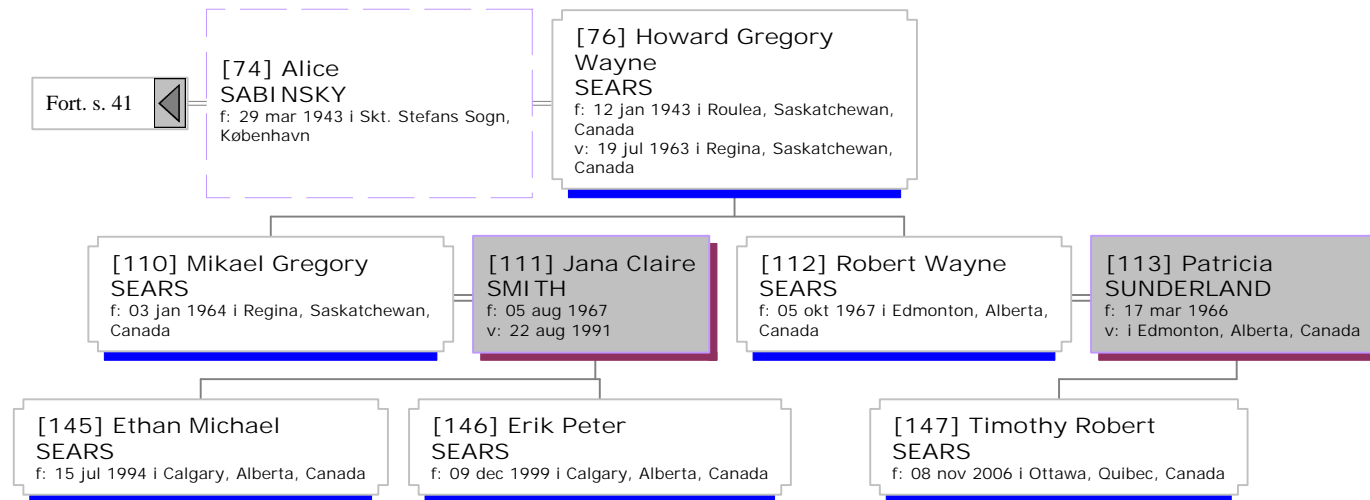 Fort. s. 41
[74] Alice
SABINSKY
f: 29 mar 1943 i Skt. Stefans Sogn,
København
[76] Howard Gregory
Wayne
SEARS
f: 12 jan 1943 i Roulea, Saskatchewan,
Canada
v: 19 jul 1963 i Regina, Saskatchewan,
Canada
[110] Mikael Gregory
SEARS
f: 03 jan 1964 i Regina, Saskatchewan,
Canada
[111] Jana Claire
SMITH
f: 05 aug 1967
v: 22 aug 1991
[112] Robert Wayne
SEARS
f: 05 okt 1967 i Edmonton, Alberta,
Canada
[113] Patricia
SUNDERLAND
f: 17 mar 1966
v: i Edmonton, Alberta, Canada
[145] Ethan Michael
SEARS
f: 15 jul 1994 i Calgary, Alberta, Canada
[146] Erik Peter
SEARS
f: 09 dec 1999 i Calgary, Alberta, Canada
[147] Timothy Robert
SEARS
f: 08 nov 2006 i Ottawa, Quibec, Canada